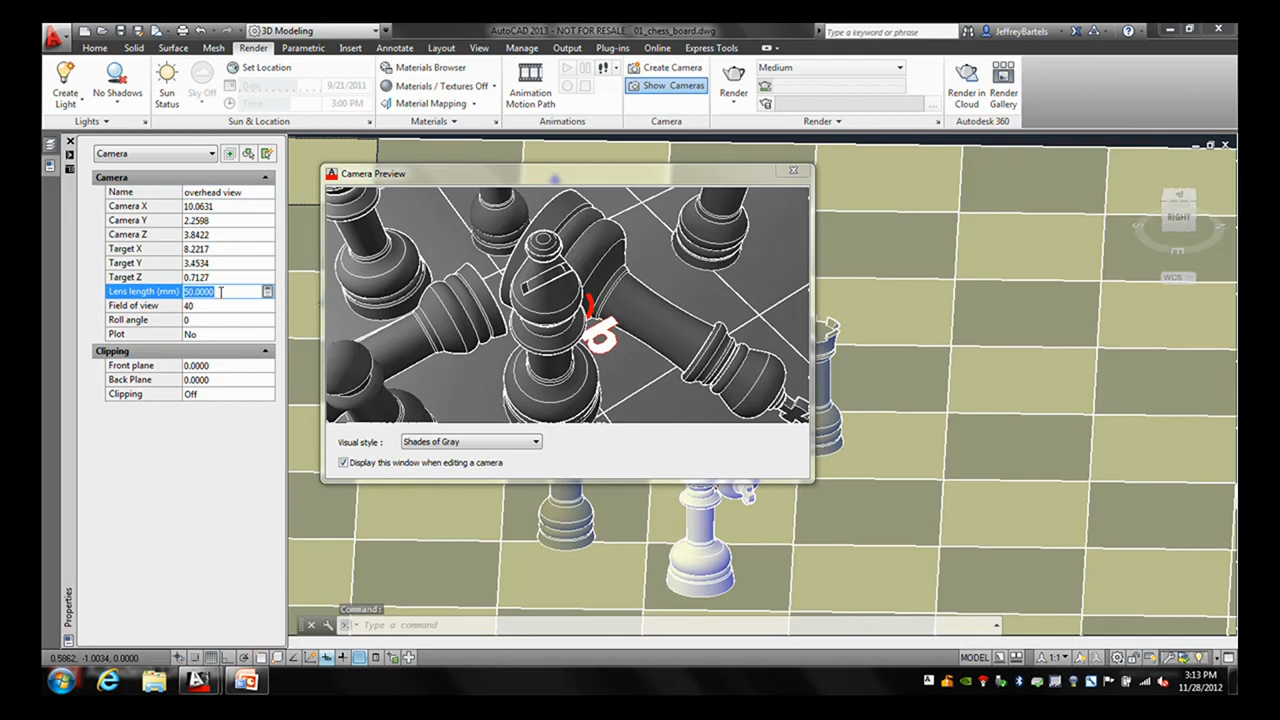 3D Modeling
AutoCAD 2013 - NOT FOR RESALE 01_chess_board.dwg
Type a keyword or phrase
JeffreyBartels
Home Solid Surface Mesh Render Parametric Insert Annotate Layout View Manage Output Plug-ins Online Express Tools
Create Light
No Shadows
Sun Status
Sky Off
Set Location
Date 9/21/2011
Time 3:00 PM
Materials Browser
Materials / Textures Off
Material Mapping
Animation Motion Path
Create Camera
Show Cameras
Render
Medium
Render in Cloud
Render Gallery
Lights Sun & Location Materials Animations Camera Render Autodesk 360
Camera
Camera
Name overhead view
Camera X 10.0631
Camera Y 2.2598
Camera Z 3.8422
Target X 8.2217
Target Y 3.4534
Target Z 0.7127
Lens length (mm) 50.0000
Field of view 40
Roll angle 0
Plot No
Clipping
Front plane 0.0000
Back Plane 0.0000
Clipping Off
Properties
Camera Preview
Visual style : Shades of Gray
Display this window when editing a camera
RIGHT
WCS
Command:
Type a command
0.5862, -1.0034, 0.0000
MODEL
1:1
3:13 PM
11/28/2012